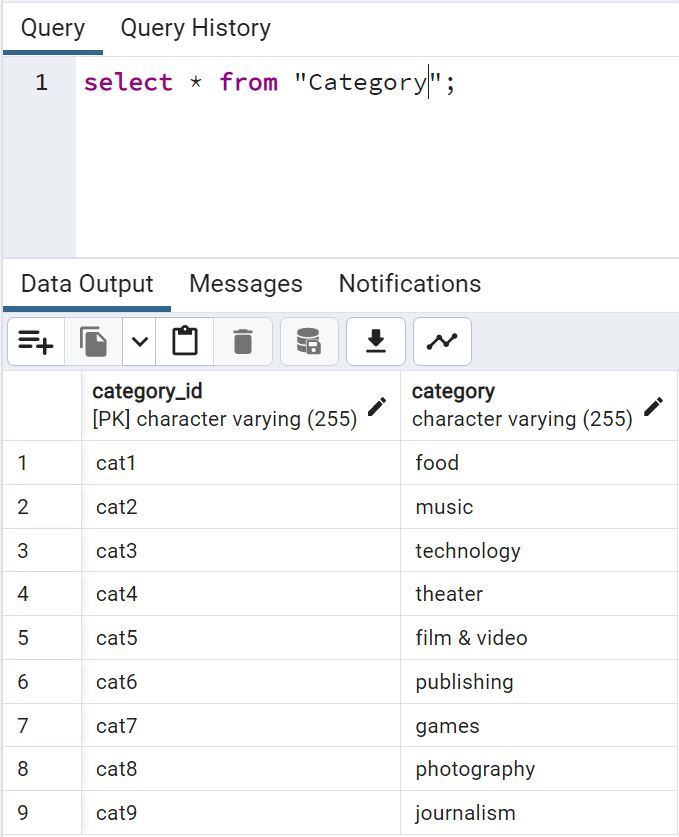 Query Query History
1 select * from "Category";
Data Output Messages Notifications
category_id category
[PK] character varying (255) character varying (255)
1 cat1 food
2 cat2 music
3 cat3 technology
4 cat4 theater
5 cat5 film & video
6 cat6 publishing
7 cat7 games
8 cat8 photography
9 cat9 journalism